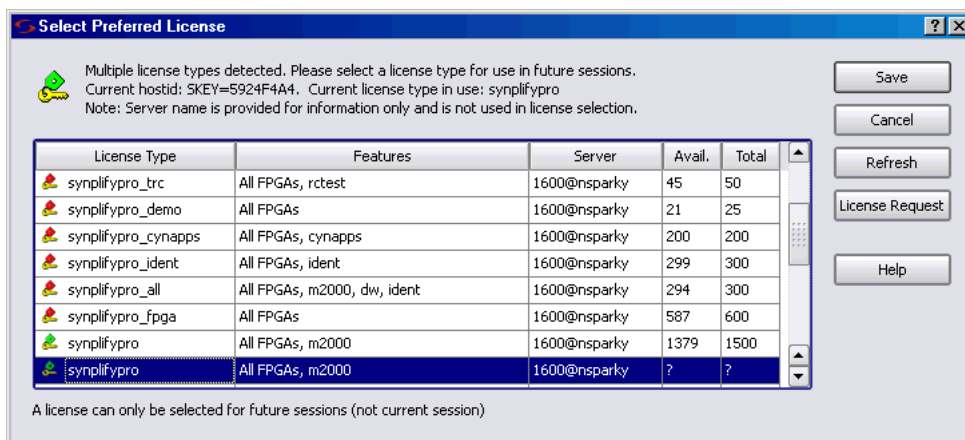 Select Preferred License
Multiple license types detected. Please select a license type for use in future sessions.
Current hostid: SKEY=5924F4A4. Current license type in use: synplifypro
Note: Server name is provided for information only and is not used in license selection.
Save
Cancel
Refresh
License Request
Help
License Type Features Server Avail. Total
synplifypro_trc All FPGAs, rctest 1600@nsparky 45 50
synplifypro_demo All FPGAs 1600@nsparky 21 25
synplifypro_cynapps All FPGAs, cynapps 1600@nsparky 200 200
synplifypro_ident All FPGAs, ident 1600@nsparky 299 300
synplifypro_all All FPGAs, m2000, dw, ident 1600@nsparky 294 300
synplifypro_fpga All FPGAs 1600@nsparky 587 600
synplifypro All FPGAs, m2000 1600@nsparky 1379 1500
synplifypro All FPGAs, m2000 1600@nsparky ? ?
A license can only be selected for future sessions (not current session)